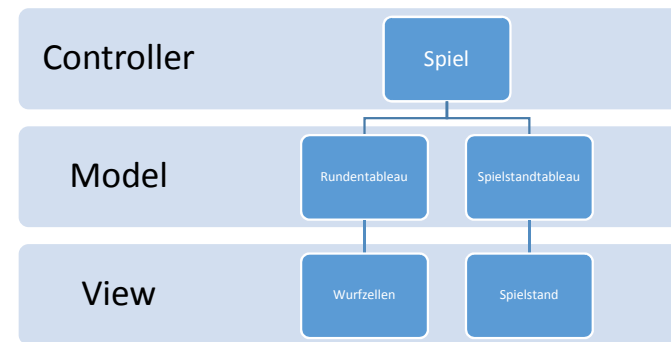 Controller
Spiel
Model
Rundentableau
Spielstandtableau
View
Wurfzellen
Spielstand